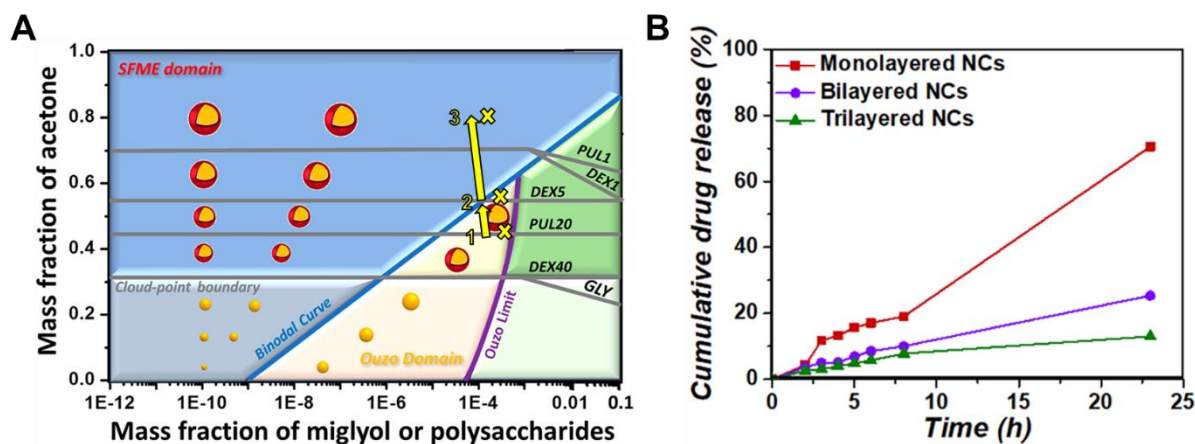 A
Mass fraction of acetone
1.0
0.8
0.6
0.4
0.2
0.0
SFME domain
3
2
1
PUL1
DEX1
DEX5
PUL20
DEX40
GLY
Cloud-point boundary
Binodal Curve
Ouzo Domain
Ouzo Limit
1E-12 1E-10 1E-8 1E-6 1E-4 0.01 0.1
Mass fraction of miglyol or polysaccharides
B
Cumulative drug release (%)
100
80
60
40
20
0
Monolayered NCs
Bilayered NCs
Trilayered NCs
0 5 10 15 20 25
Time (h)